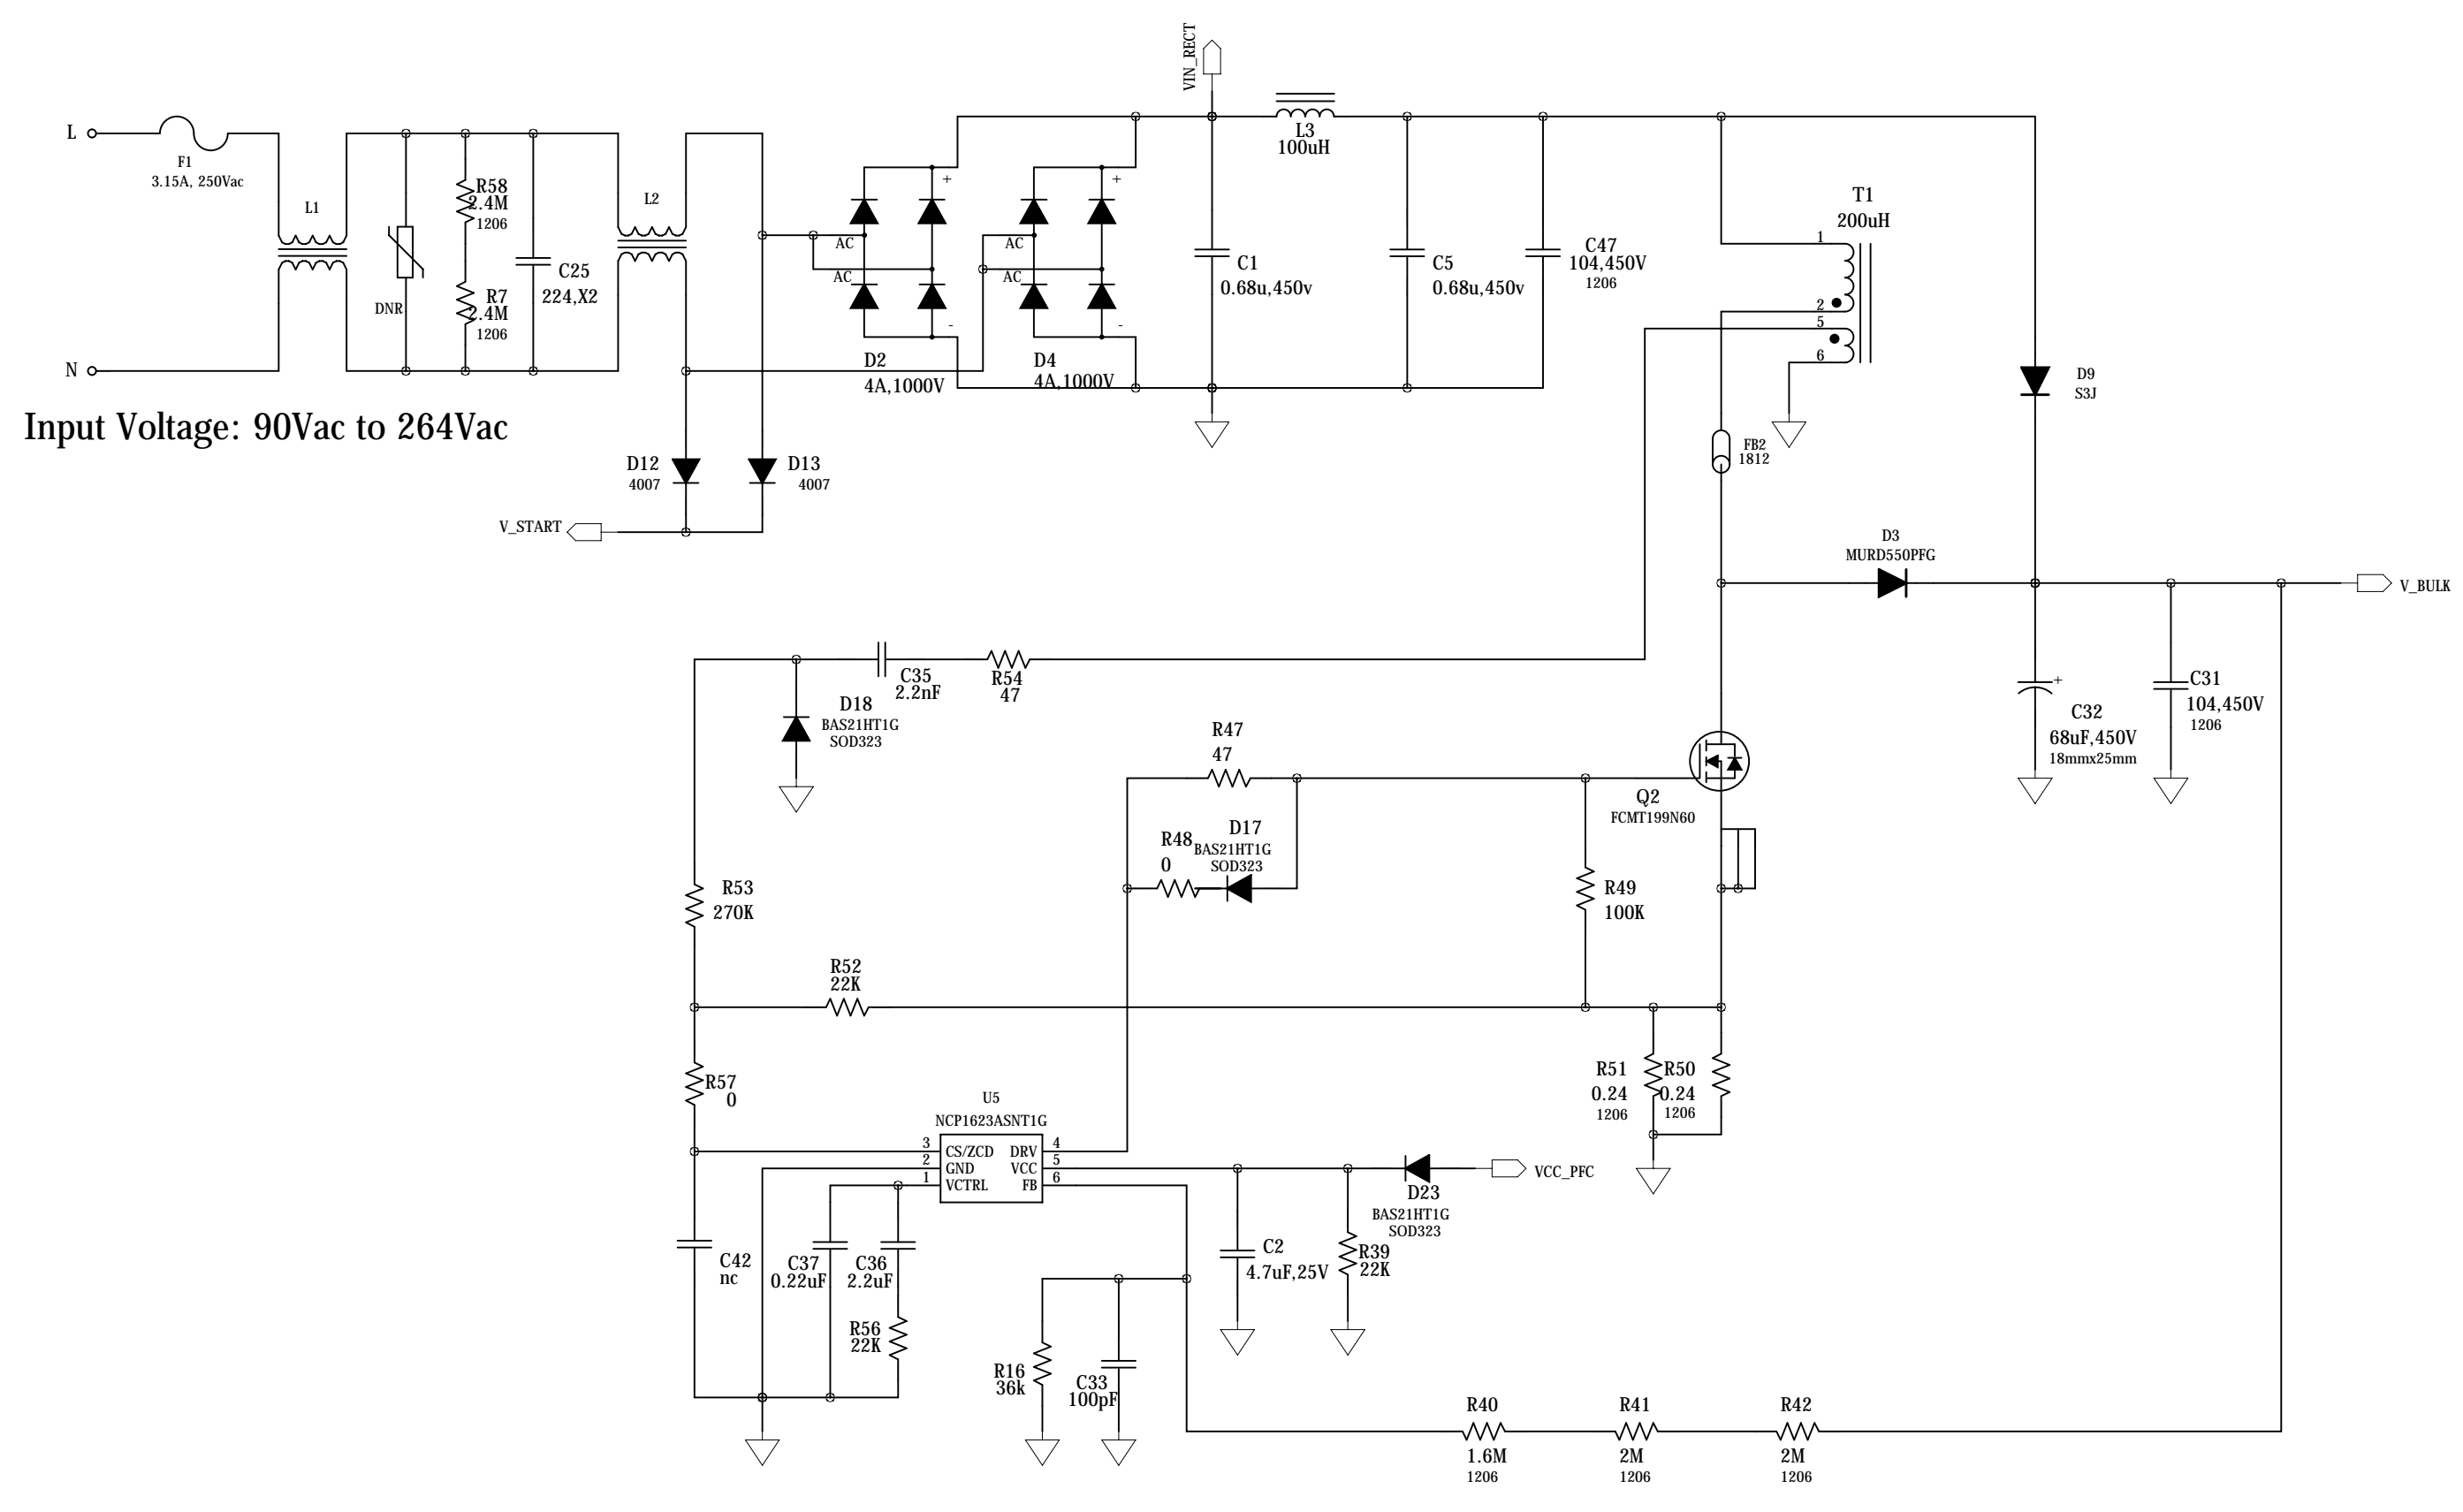 VIN_RECT
L
F1
3.15A, 250Vac
L1
R58
2.4M
1206
R7
2.4M
1206
DNR
C25
224,X2
L2
N
Input Voltage: 90Vac to 264Vac
D12
4007
D13
4007
V_START
AC
AC
+
-
D2
4A,1000V
AC
AC
+
-
D4
4A,1000V
L3
100uH
C1
0.68u,450v
C5
0.68u,450v
C47
104,450V
1206
T1
200uH
1
2
5
6
FB2
1812
D9
S3J
D3
MURD550PFG
V_BULK
C35
2.2nF
R54
47
D18
BAS21HT1G
SOD323
R47
47
R48
0
D17
BAS21HT1G
SOD323
Q2
FCMT199N60
+
C32
68uF,450V
18mmx25mm
C31
104,450V
1206
R53
270K
R49
100K
R52
22K
R57
0
R51
0.24
1206
R50
0.24
1206
U5
NCP1623ASNT1G
3 CS/ZCD DRV 4
2 GND VCC 5
1 VCTRL FB 6
VCC_PFC
D23
BAS21HT1G
SOD323
C42
nc
C37
0.22uF
C36
2.2uF
R56
22K
C2
4.7uF,25V
R39
22K
R16
36k
C33
100pF
R40
1.6M
1206
R41
2M
1206
R42
2M
1206